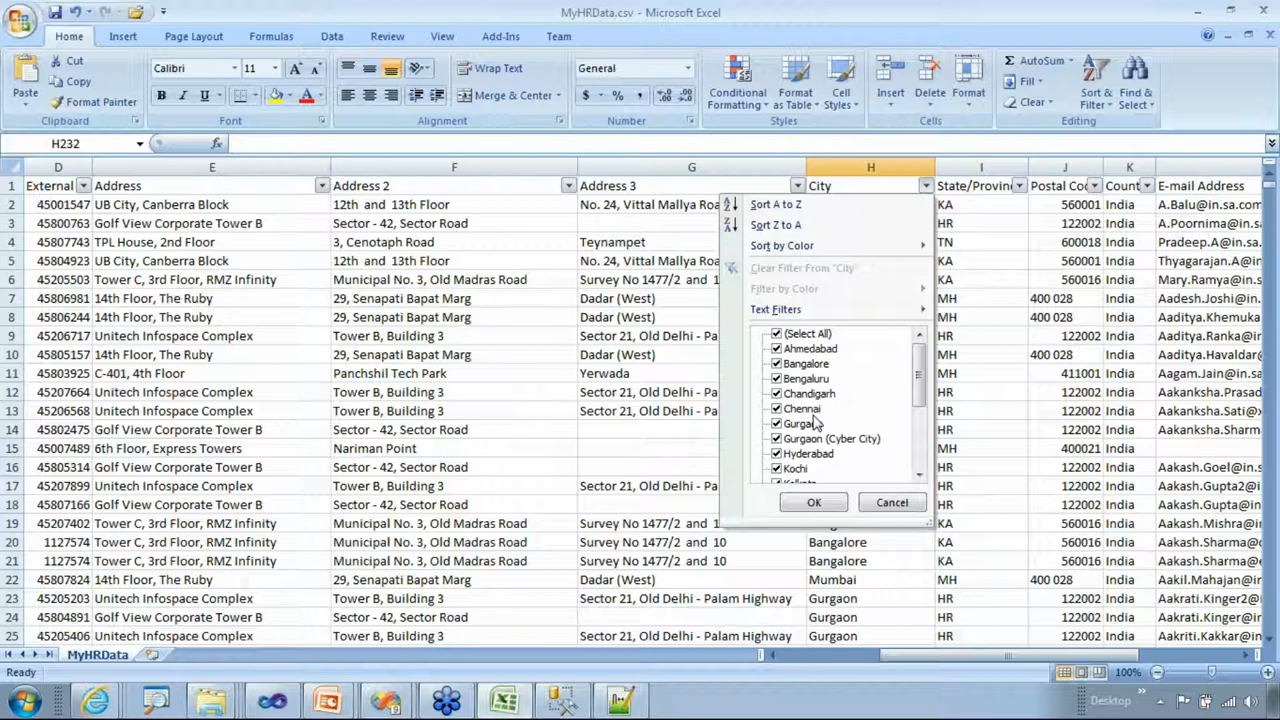 MyHRData.csv - Microsoft Excel
Home Insert Page Layout Formulas Data Review View Add-Ins Team
Paste Cut Copy Format Painter Clipboard
Calibri 11 B I U A Font
Wrap Text Merge & Center Alignment
General $ % , Number
Conditional Formatting Format as Table Cell Styles Styles
Insert Delete Format Cells
Σ AutoSum Fill Clear Sort & Filter Find & Select Editing
H232 fx
D E F G H I J K
1 External Address Address 2 Address 3 City State/Provin Postal Co Count E-mail Address
2 45001547 UB City, Canberra Block 12th and 13th Floor No. 24, Vittal Mallya Roa KA 560001 India A.Balu@in.sa.com
3 45800763 Golf View Corporate Tower B Sector - 42, Sector Road HR 122002 India A.Poornima@in.sa
4 45807743 TPL House, 2nd Floor 3, Cenotaph Road Teynampet TN 600018 India Pradeep.A@in.sa.
5 45804923 UB City, Canberra Block 12th and 13th Floor KA 560001 India Thyagarajan.A@in
6 46205503 Tower C, 3rd Floor, RMZ Infinity Municipal No. 3, Old Madras Road Survey No 1477/2 and KA 560016 India Mary.Ramya@in.s
7 45806981 14th Floor, The Ruby 29, Senapati Bapat Marg Dadar (West) MH 400 028 India Aadesh.Joshi@in.
8 45806244 14th Floor, The Ruby 29, Senapati Bapat Marg Dadar (West) MH 400 028 India
9 45206717 Unitech Infospace Complex Tower B, Building 3 Sector 21, Old Delhi - Pa HR 122002 India Aditya.Ranka@in
10 45805157 14th Floor, The Ruby 29, Senapati Bapat Marg Dadar (West) MH 400 028 India Aditya.Havaldar@
11 45803925 C-401, 4th Floor Panchshil Tech Park Yerwada MH 411001 India Aagam.Jain@in.sa
12 45207664 Unitech Infospace Complex Tower B, Building 3 Sector 21, Old Delhi - Pa HR 122002 India Aakanksha.Prasad
13 45206568 Unitech Infospace Complex Tower B, Building 3 Sector 21, Old Delhi - Pa HR 122002 India Aakanksha.Sati@
14 45802475 Golf View Corporate Tower B Sector - 42, Sector Road HR 122002 India Aakanksha.Sharm
15 45007489 6th Floor, Express Towers Nariman Point MH 400021 India
16 45805314 Golf View Corporate Tower B Sector - 42, Sector Road HR 122002 India Aakash.Goel@in.s
17 45207899 Unitech Infospace Complex Tower B, Building 3 Sector 21, Old Delhi - Pa HR 122002 India Aakash.Gupta2@i
18 45807166 Golf View Corporate Tower B Sector - 42, Sector Road HR 122002 India
19 45207402 Tower C, 3rd Floor, RMZ Infinity Municipal No. 3, Old Madras Road Survey No 1477/2 and KA 560016 India Aakash.Mishra@i
20 1127574 Tower C, 3rd Floor, RMZ Infinity Municipal No. 3, Old Madras Road Survey No 1477/2 and 10 Bangalore KA 560016 India Aakash.Sharma@
21 1127574 Tower C, 3rd Floor, RMZ Infinity Municipal No. 3, Old Madras Road Survey No 1477/2 and 10 Bangalore KA 560016 India Aakash.Sharma@
22 45807824 14th Floor, The Ruby 29, Senapati Bapat Marg Dadar (West) Mumbai MH 400 028 India Aakil.Mahajan@in
23 45205203 Unitech Infospace Complex Tower B, Building 3 Sector 21, Old Delhi - Palam Highway Gurgaon HR 122002 India Aakrati.Kinger2@
24 45804891 Golf View Corporate Tower B Sector - 42, Sector Road Gurgaon HR 122002 India Aakrati.Kinger@in
25 45205406 Unitech Infospace Complex Tower B, Building 3 Sector 21, Old Delhi - Palam Highway Gurgaon HR 122002 India Aakriti.Kakkar@in
Sort A to Z
Sort Z to A
Sort by Color
Clear Filter From "City"
Filter by Color
Text Filters
(Select All)
Ahmedabad
Bangalore
Bengaluru
Chandigarh
Chennai
Gurgaon (Cyber City)
Hyderabad
Kochi
OK Cancel
MyHRData
Ready 100%
Desktop